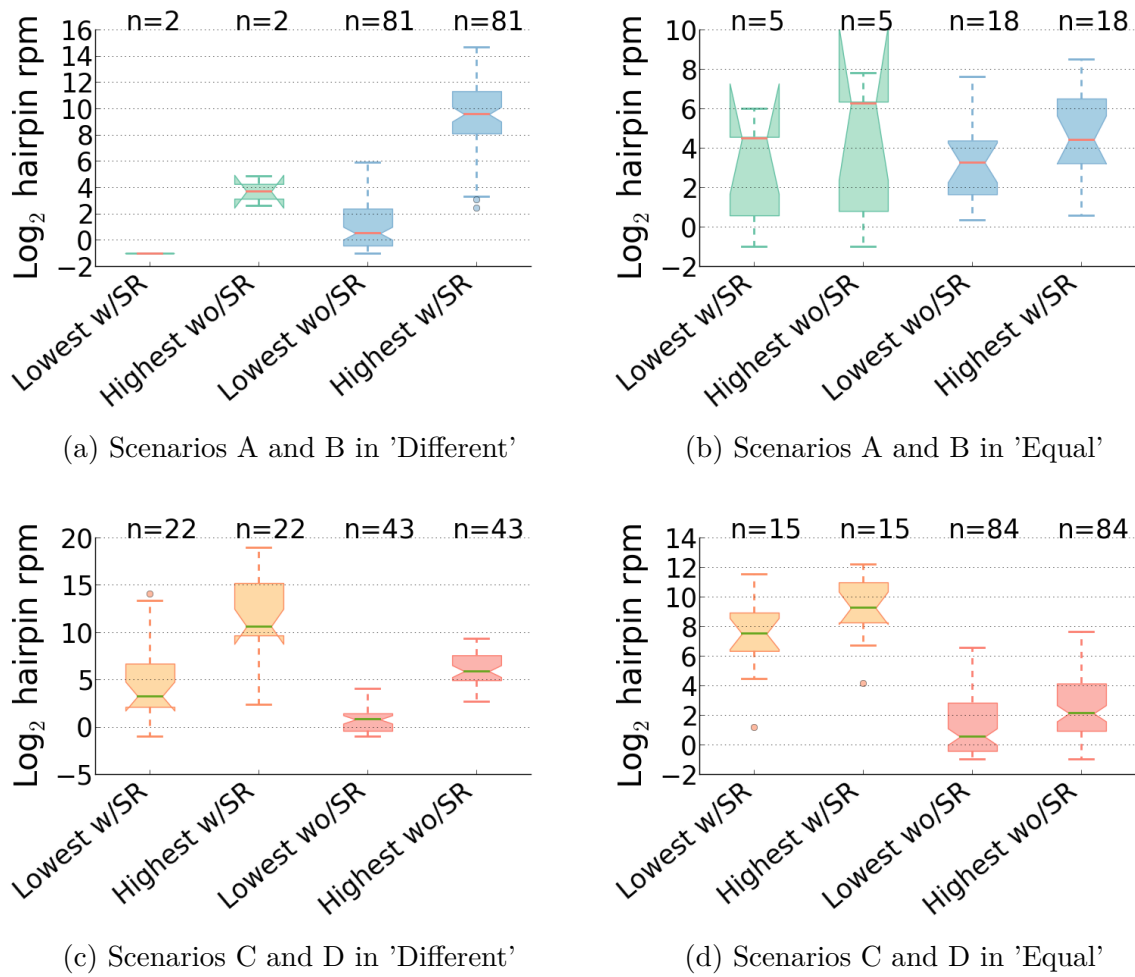 n=2 n=2 n=81 n=81
16
14
12
10
8
6
4
2
0
−2
Log₂ hairpin rpm
Lowest w/SR
Highest wo/SR
Lowest wo/SR
Highest w/SR
(a) Scenarios A and B in ’Different’
n=5 n=5 n=18 n=18
10
8
6
4
2
0
−2
Log₂ hairpin rpm
Lowest w/SR
Highest wo/SR
Lowest wo/SR
Highest w/SR
(b) Scenarios A and B in ’Equal’
n=22 n=22 n=43 n=43
20
15
10
5
0
−5
Log₂ hairpin rpm
Lowest w/SR
Highest w/SR
Lowest wo/SR
Highest wo/SR
(c) Scenarios C and D in ’Different’
n=15 n=15 n=84 n=84
14
12
10
8
6
4
2
0
−2
Log₂ hairpin rpm
Lowest w/SR
Highest w/SR
Lowest wo/SR
Highest wo/SR
(d) Scenarios C and D in ’Equal’